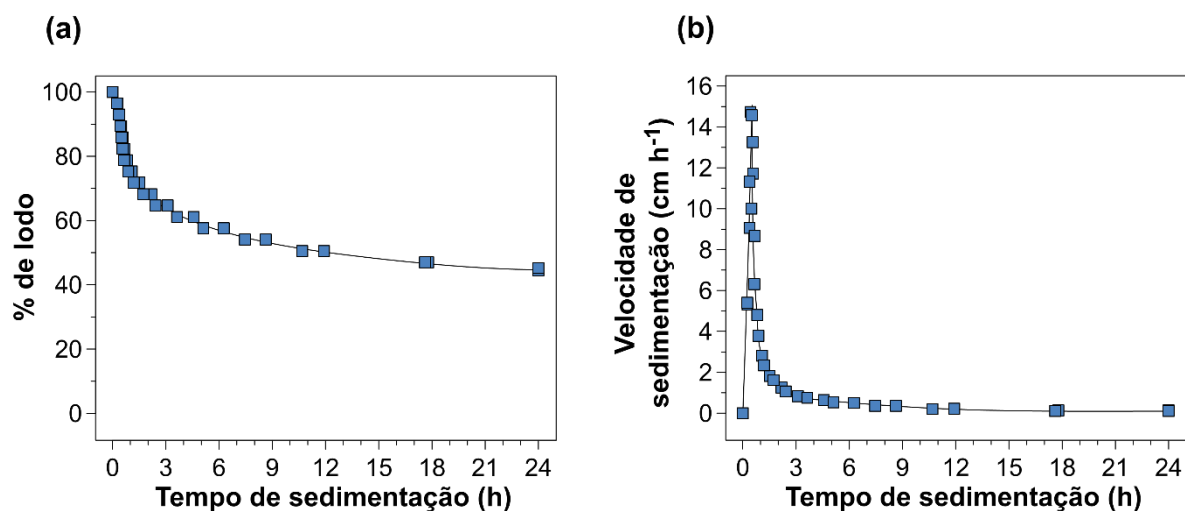 (a)
100
80
60
40
20
0
% de lodo
0 3 6 9 12 15 18 21 24
Tempo de sedimentação (h)
(b)
16
14
12
10
8
6
4
2
0
Velocidade de
sedimentação (cm h-1)
0 3 6 9 12 15 18 21 24
Tempo de sedimentação (h)